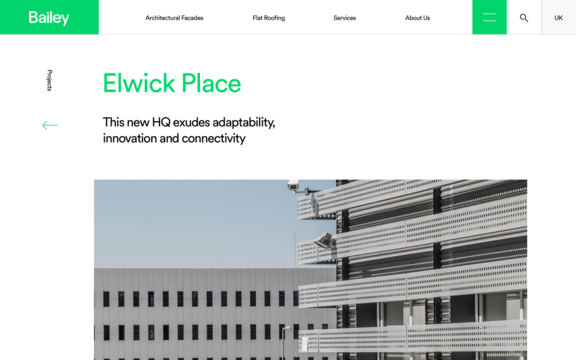 Bailey
Architectural Facades
Flat Roofing
Services
About Us
UK
Projects
Elwick Place
This new HQ exudes adaptability,
innovation and connectivity